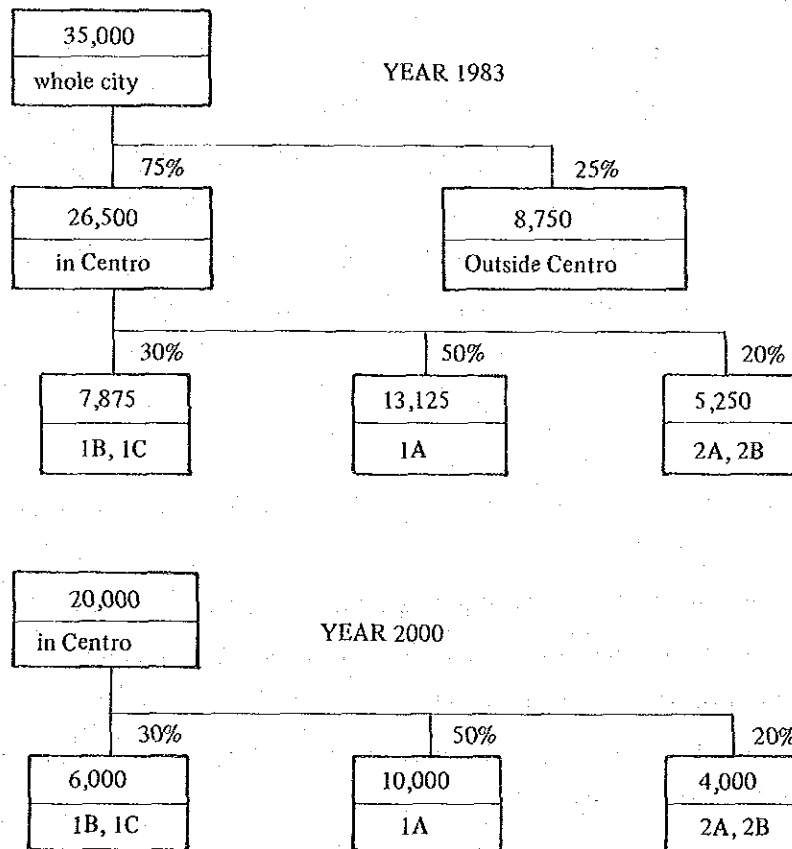 35,000
whole city
YEAR 1983
75%
25%
26,500
in Centro
8,750
Outside Centro
30%
50%
20%
7,875
1B, 1C
13,125
1A
5,250
2A, 2B
20,000
in Centro
YEAR 2000
30%
50%
20%
6,000
1B, 1C
10,000
1A
4,000
2A, 2B